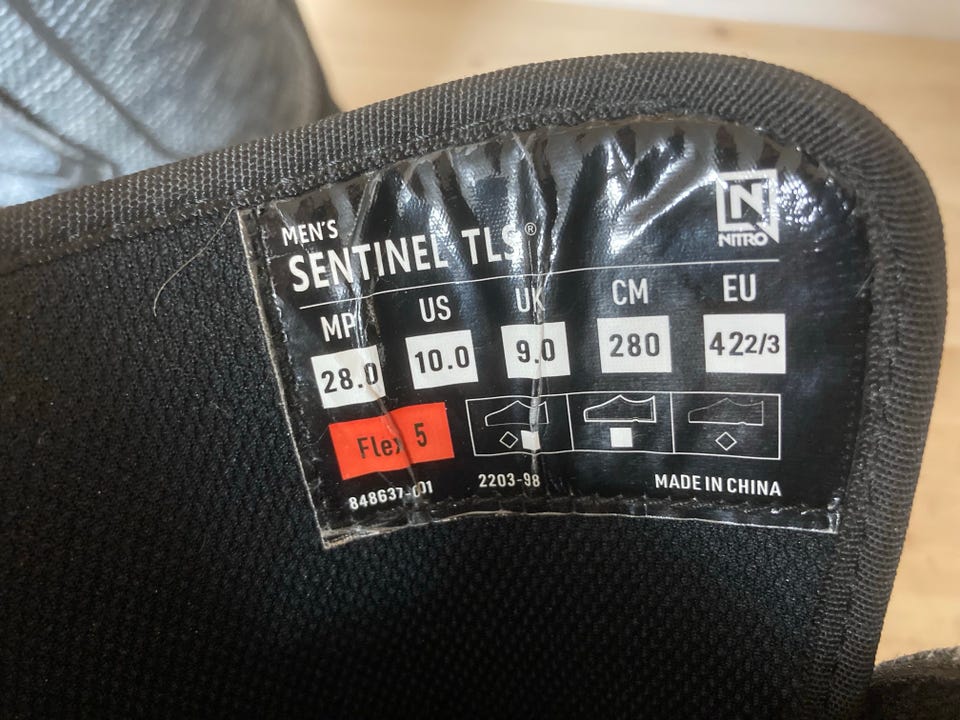 MEN'S
SENTINEL TLS®
N
NITRO
MP US UK CM EU
28.0 10.0 9.0 280 42 2/3
Flex 5
848637-001 2203-98 MADE IN CHINA